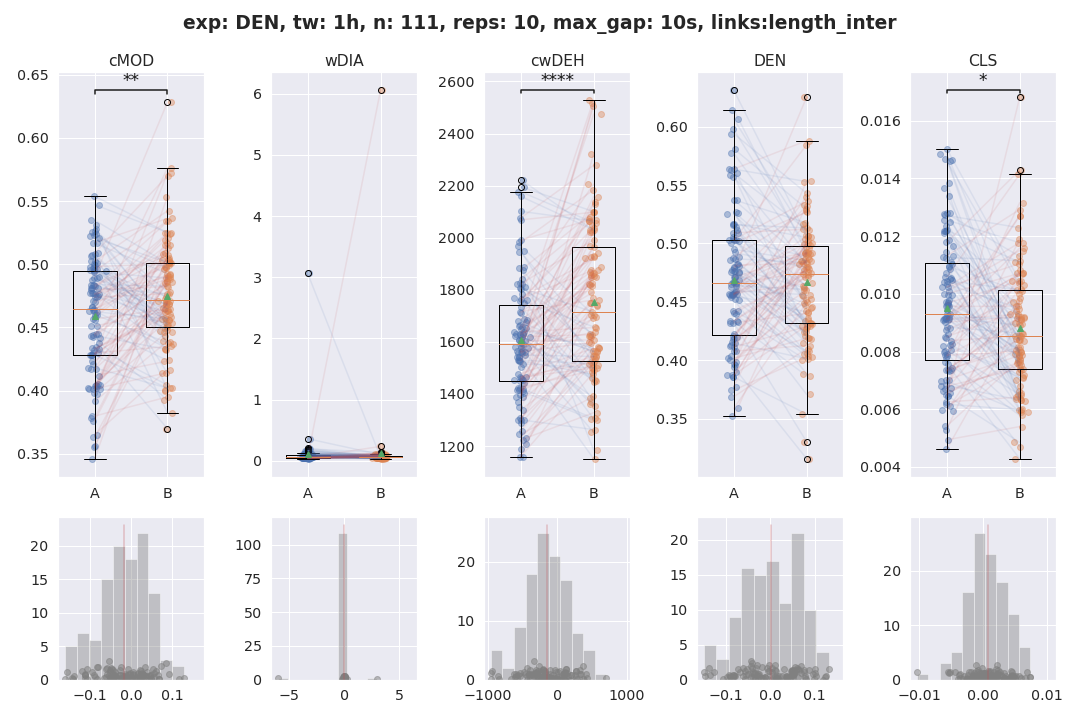 exp: DEN, tw: 1h, n: 111, reps: 10, max_gap: 10s, links:length_inter
cMOD wDIA cwDEH DEN CLS
** **** *
0.65 0.60 0.55 0.50 0.45 0.40 0.35
6 5 4 3 2 1 0
2600 2400 2200 2000 1800 1600 1400 1200
0.60 0.55 0.50 0.45 0.40 0.35
0.016 0.014 0.012 0.010 0.008 0.006 0.004
A B A B A B A B A B
20 15 10 5 0
100 75 50 25 0
20 10 0
20 15 10 5 0
20 10 0
−0.1 0.0 0.1 −5 0 5 −1000 0 1000 −0.1 0.0 0.1 −0.01 0.00 0.01